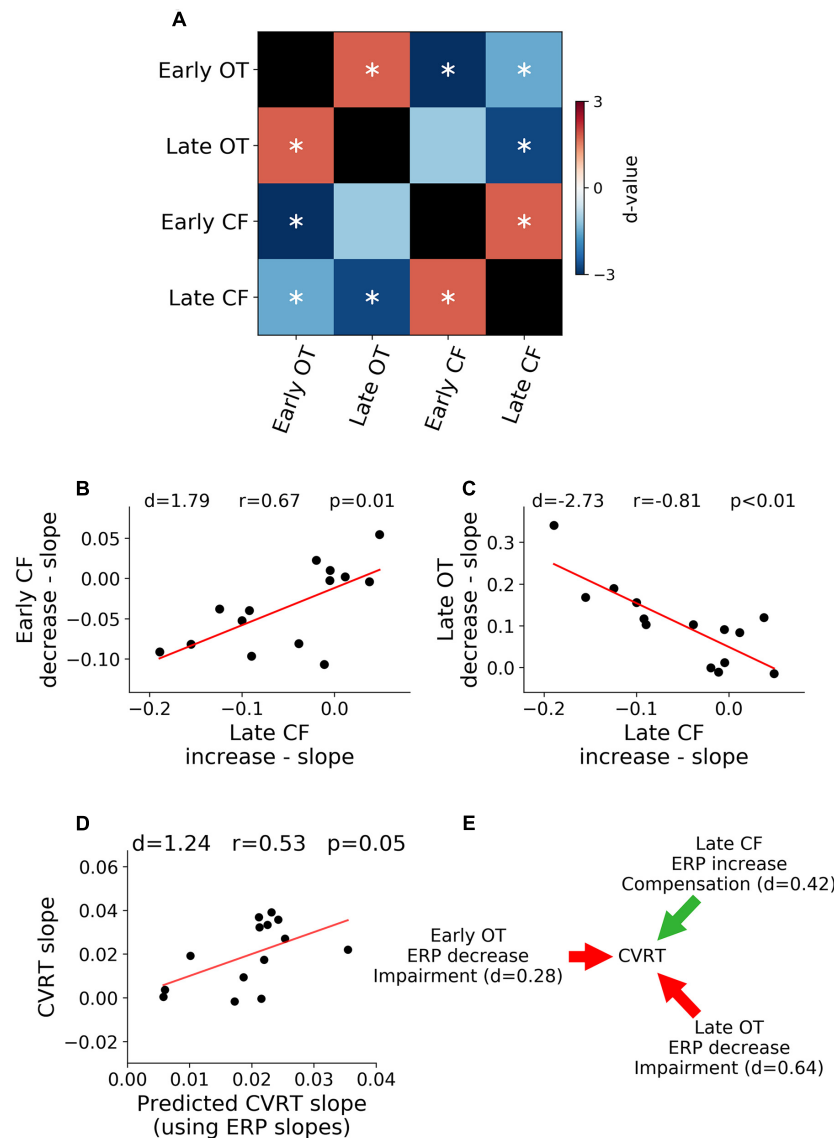 A
Early OT
Late OT
Early CF
Late CF
* * *
* *
* *
* * *
Early OT
Late OT
Early CF
Late CF
3
0
−3
d-value
B
d=1.79 r=0.67 p=0.01
Early CF
decrease - slope
0.05
0.00
−0.05
−0.10
−0.2 −0.1 0.0
Late CF
increase - slope
C
d=-2.73 r=-0.81 p<0.01
Late OT
decrease - slope
0.3
0.2
0.1
0.0
−0.2 −0.1 0.0
Late CF
increase - slope
D
d=1.24 r=0.53 p=0.05
CVRT slope
0.06
0.04
0.02
0.00
−0.02
0.00 0.01 0.02 0.03 0.04
Predicted CVRT slope
(using ERP slopes)
E
Late CF
ERP increase
Compensation (d=0.42)
Early OT
ERP decrease
Impairment (d=0.28)
CVRT
Late OT
ERP decrease
Impairment (d=0.64)